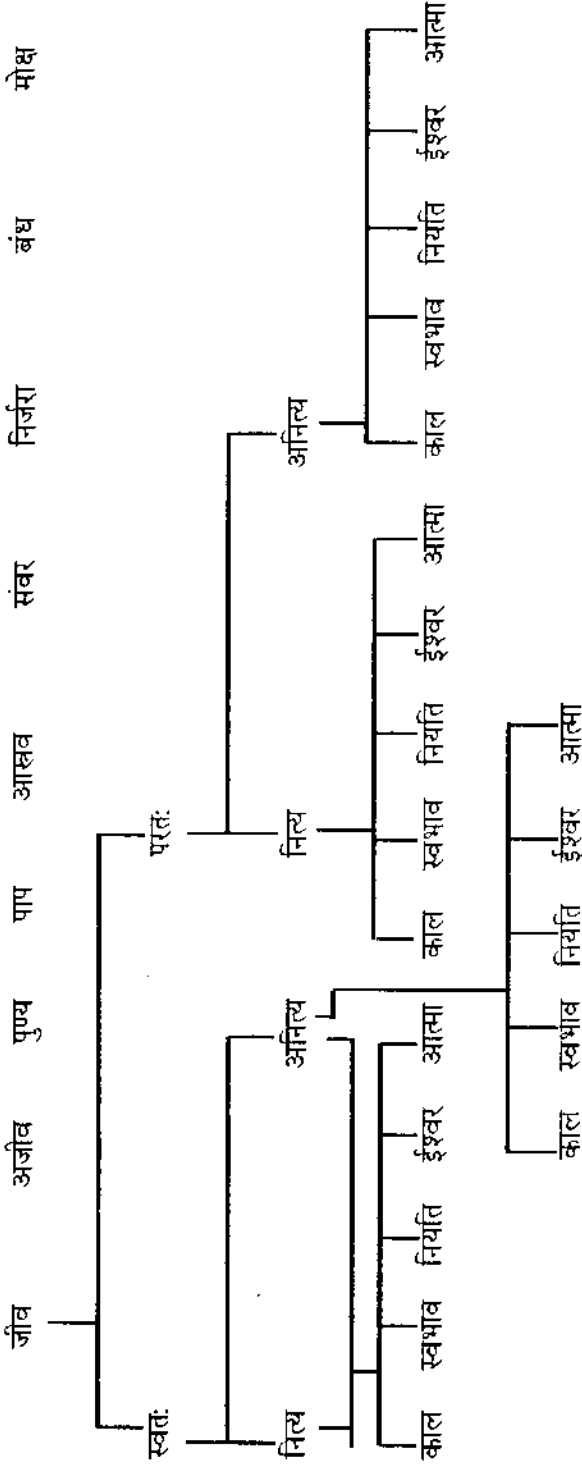 जीव अजीव पुण्य पाप आस्रव संवर निर्जरा बंध मोक्ष
स्वतः परतः
नित्य अनित्य नित्य अनित्य
काल स्वभाव नियति ईश्वर आत्मा काल स्वभाव नियति ईश्वर आत्मा काल स्वभाव नियति ईश्वर आत्मा
काल स्वभाव नियति ईश्वर आत्मा